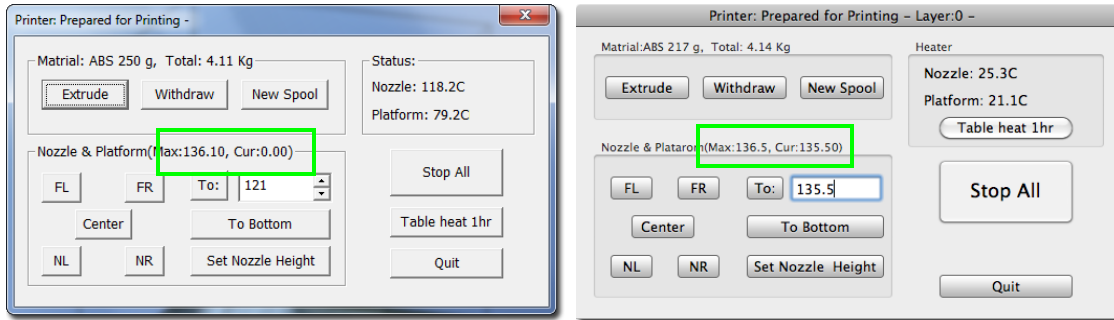 Printer: Prepared for Printing -
Matrial: ABS 250 g, Total: 4.11 Kg
Extrude Withdraw New Spool
Status:
Nozzle: 118.2C
Platform: 79.2C
Nozzle & Platform(Max:136.10, Cur:0.00)
FL FR To: 121
Center To Bottom
NL NR Set Nozzle Height
Stop All
Table heat 1hr
Quit
Printer: Prepared for Printing – Layer:0 –
Matrial:ABS 217 g, Total: 4.14 Kg
Extrude Withdraw New Spool
Heater
Nozzle: 25.3C
Platform: 21.1C
Table heat 1hr
Nozzle & Platarom(Max:136.5, Cur:135.50)
FL FR To: 135.5
Center To Bottom
NL NR Set Nozzle Height
Stop All
Quit